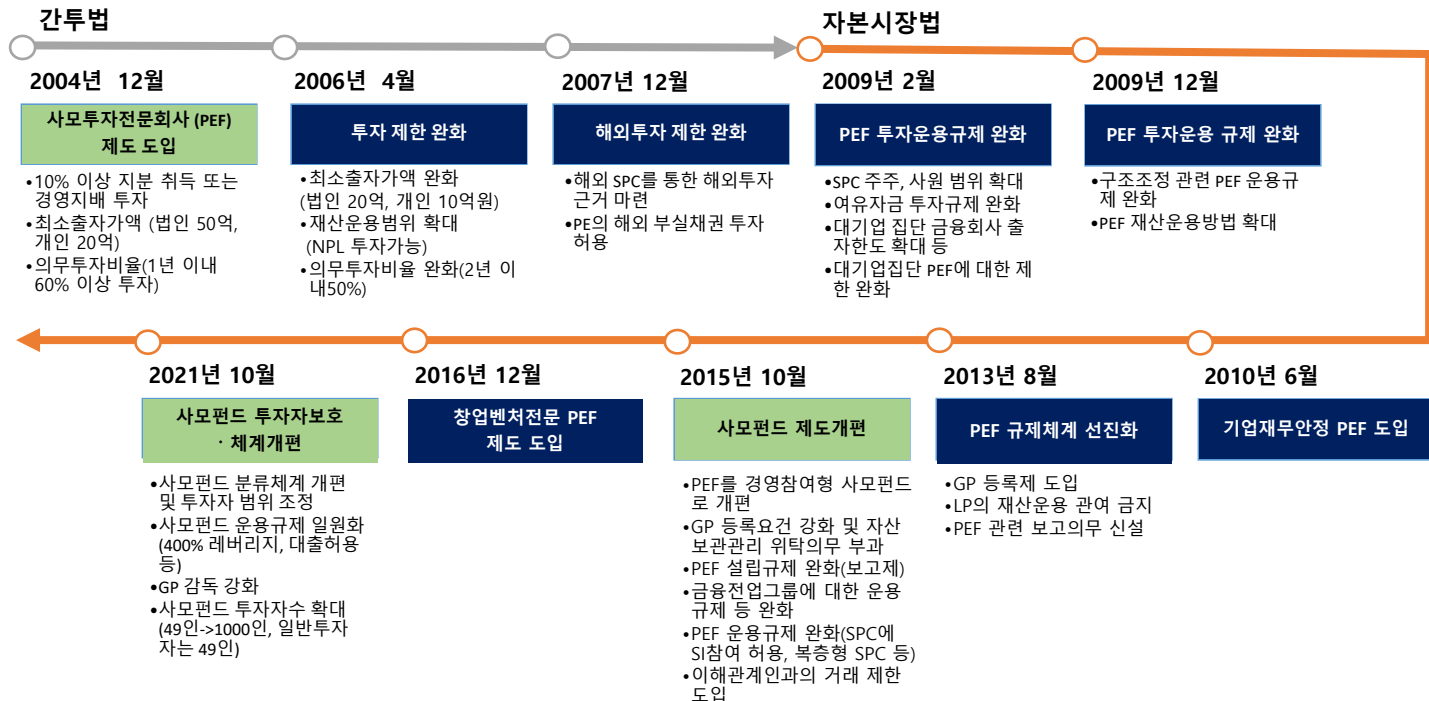 간투법
자본시장법
2004년 12월
사모투자전문회사 (PEF)
제도 도입
•10% 이상 지분 취득 또는
경영지배 투자
•최소출자가액 (법인 50억,
개인 20억)
•의무투자비율(1년 이내
60% 이상 투자)
2006년 4월
투자 제한 완화
•최소출자가액 완화
(법인 20억, 개인 10억원)
•재산운용범위 확대
(NPL 투자가능)
•의무투자비율 완화(2년 이
내50%)
2007년 12월
해외투자 제한 완화
•해외 SPC를 통한 해외투자
근거 마련
•PE의 해외 부실채권 투자
허용
2009년 2월
PEF 투자운용규제 완화
•SPC 주주, 사원 범위 확대
•여유자금 투자규제 완화
•대기업 집단 금융회사 출
자한도 확대 등
•대기업집단 PEF에 대한 제
한 완화
2009년 12월
PEF 투자운용 규제 완화
•구조조정 관련 PEF 운용규
제 완화
•PEF 재산운용방법 확대
2021년 10월
사모펀드 투자자보호
· 체계개편
•사모펀드 분류체계 개편
및 투자자 범위 조정
•사모펀드 운용규제 일원화
(400% 레버리지, 대출허용
등)
•GP 감독 강화
•사모펀드 투자자수 확대
(49인->1000인, 일반투자
자는 49인)
2016년 12월
창업벤처전문 PEF
제도 도입
2015년 10월
사모펀드 제도개편
•PEF를 경영참여형 사모펀드
로 개편
•GP 등록요건 강화 및 자산
보관관리 위탁의무 부과
•PEF 설립규제 완화(보고제)
•금융전업그룹에 대한 운용
규제 등 완화
•PEF 운용규제 완화(SPC에
SI참여 허용, 복층형 SPC 등)
•이해관계인과의 거래 제한
도입
2013년 8월
PEF 규제체계 선진화
•GP 등록제 도입
•LP의 재산운용 관여 금지
•PEF 관련 보고의무 신설
2010년 6월
기업재무안정 PEF 도입